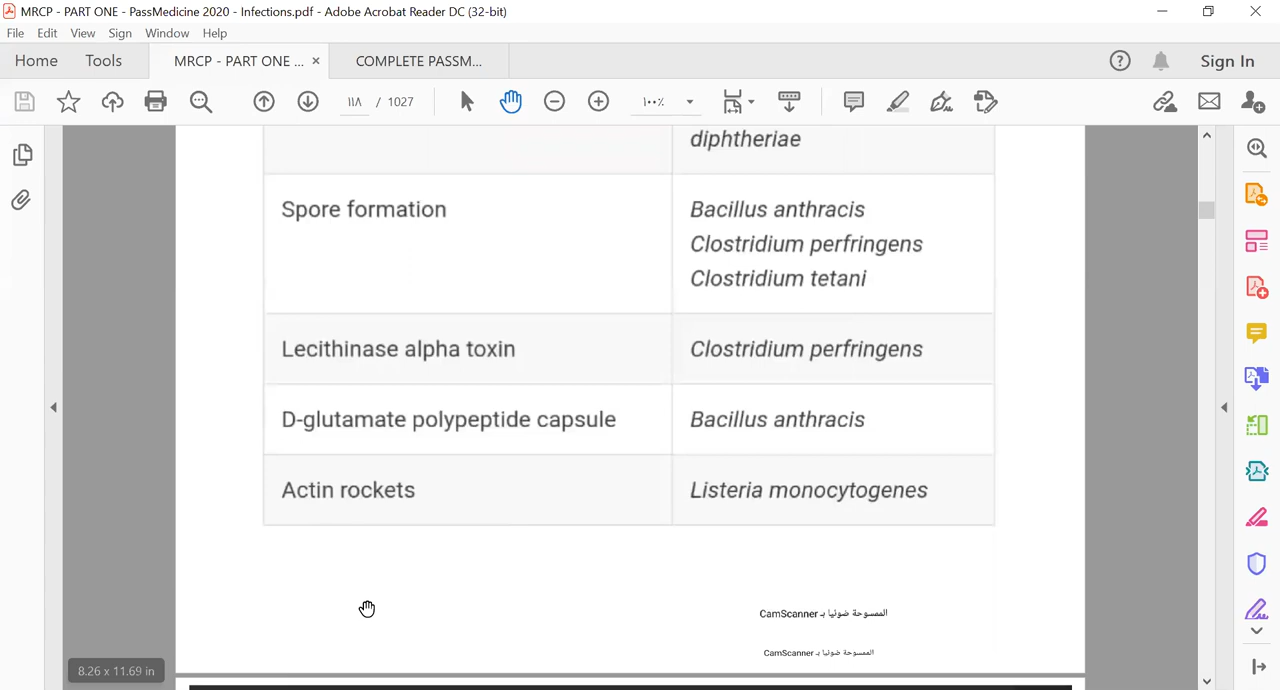 MRCP - PART ONE - PassMedicine 2020 - Infections.pdf - Adobe Acrobat Reader DC (32-bit)
File Edit View Sign Window Help
Home Tools MRCP - PART ONE ... × COMPLETE PASSM... Sign In
١١٨ / 1027 ١٠٠٪
diphtheriae
Spore formation Bacillus anthracis
Clostridium perfringens
Clostridium tetani
Lecithinase alpha toxin Clostridium perfringens
D-glutamate polypeptide capsule Bacillus anthracis
Actin rockets Listeria monocytogenes
الممسوحة ضوئيا بـ CamScanner
الممسوحة ضوئيا بـ CamScanner
8.26 x 11.69 in